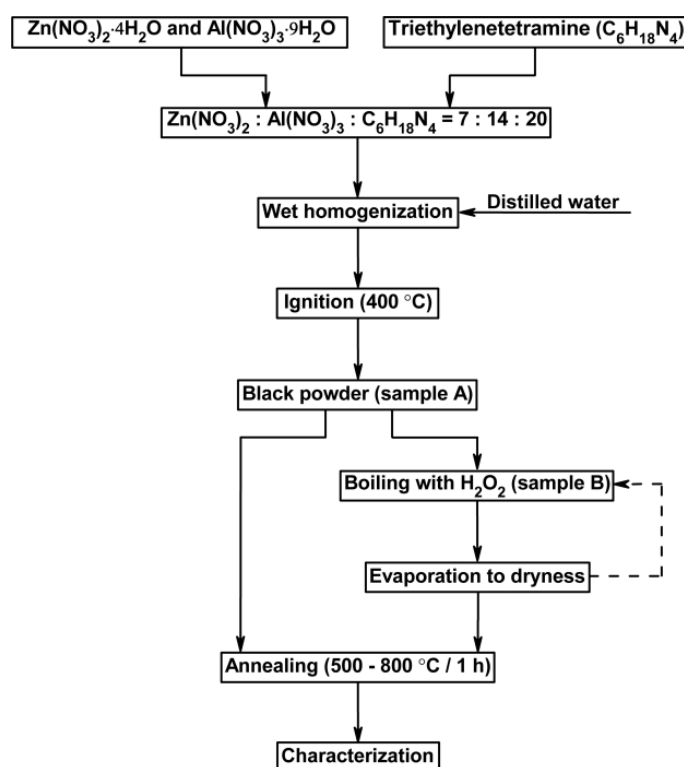 Zn(NO₃)₂·4H₂O and Al(NO₃)₃·9H₂O
Triethylenetetramine (C₆H₁₈N₄)
Zn(NO₃)₂ : Al(NO₃)₃ : C₆H₁₈N₄ = 7 : 14 : 20
Distilled water
Wet homogenization
Ignition (400 °C)
Black powder (sample A)
Boiling with H₂O₂ (sample B)
Evaporation to dryness
Annealing (500 - 800 °C / 1 h)
Characterization